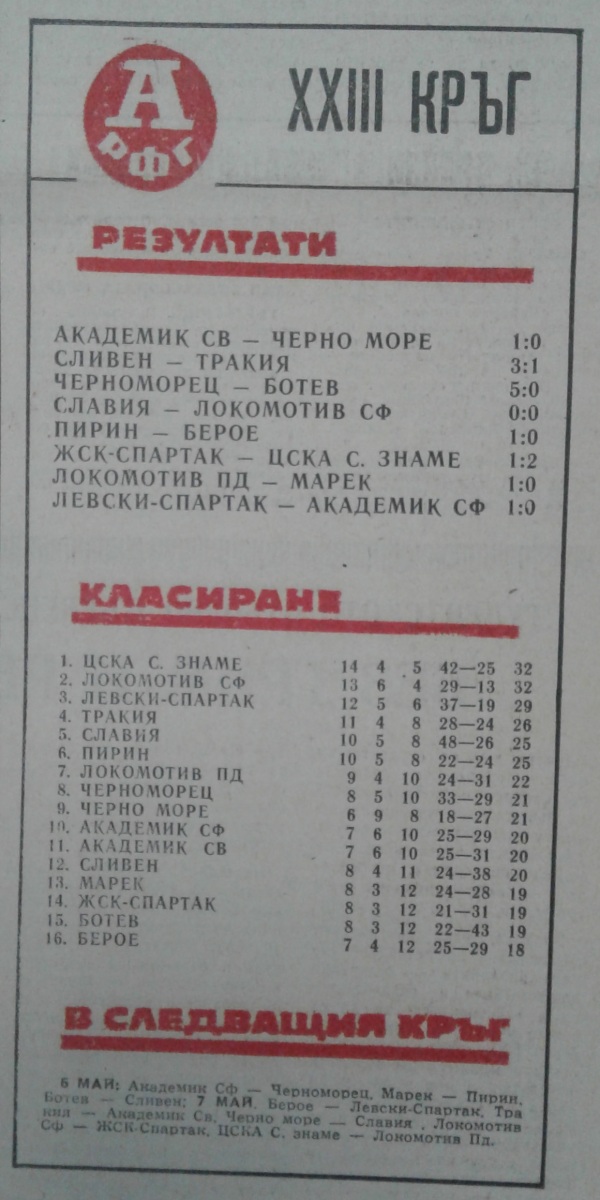 А
РФГ
XXIII КРЪГ
РЕЗУЛТАТИ
АКАДЕМИК СВ — ЧЕРНО МОРЕ 1:0
СЛИВЕН — ТРАКИЯ 3:1
ЧЕРНОМОРЕЦ — БОТЕВ 5:0
СЛАВИЯ — ЛОКОМОТИВ СФ 0:0
ПИРИН — БЕРОЕ 1:0
ЖСК-СПАРТАК — ЦСКА С. ЗНАМЕ 1:2
ЛОКОМОТИВ ПД — МАРЕК 1:0
ЛЕВСКИ-СПАРТАК — АКАДЕМИК СФ 1:0
КЛАСИРАНЕ
1. ЦСКА С. ЗНАМЕ 14 4 5 42—25 32
2. ЛОКОМОТИВ СФ 13 6 4 29—13 32
3. ЛЕВСКИ-СПАРТАК 12 5 6 37—19 29
4. ТРАКИЯ 11 4 8 28—24 26
5. СЛАВИЯ 10 5 8 48—26 25
6. ПИРИН 10 5 8 22—24 25
7. ЛОКОМОТИВ ПД 9 4 10 24—31 22
8. ЧЕРНОМОРЕЦ 8 5 10 33—29 21
9. ЧЕРНО МОРЕ 6 9 8 18—27 21
10. АКАДЕМИК СФ 7 6 10 25—29 20
11. АКАДЕМИК СВ 7 6 10 25—31 20
12. СЛИВЕН 8 4 11 24—38 20
13. МАРЕК 8 3 12 24—28 19
14. ЖСК-СПАРТАК 8 3 12 21—31 19
15. БОТЕВ 8 3 12 22—43 19
16. БЕРОЕ 7 4 12 25—29 18
В СЛЕДВАЩИЯ КРЪГ
6 МАЙ: Академик Сф — Черноморец, Марек — Пирин,
Ботев — Сливен; 7 МАЙ, Берое — Левски-Спартак, Тра
кия — Академик Св, Черно море — Славия , Локомотив
Сф — ЖСК-Спартак, ЦСКА С. знаме — Локомотив Пд.